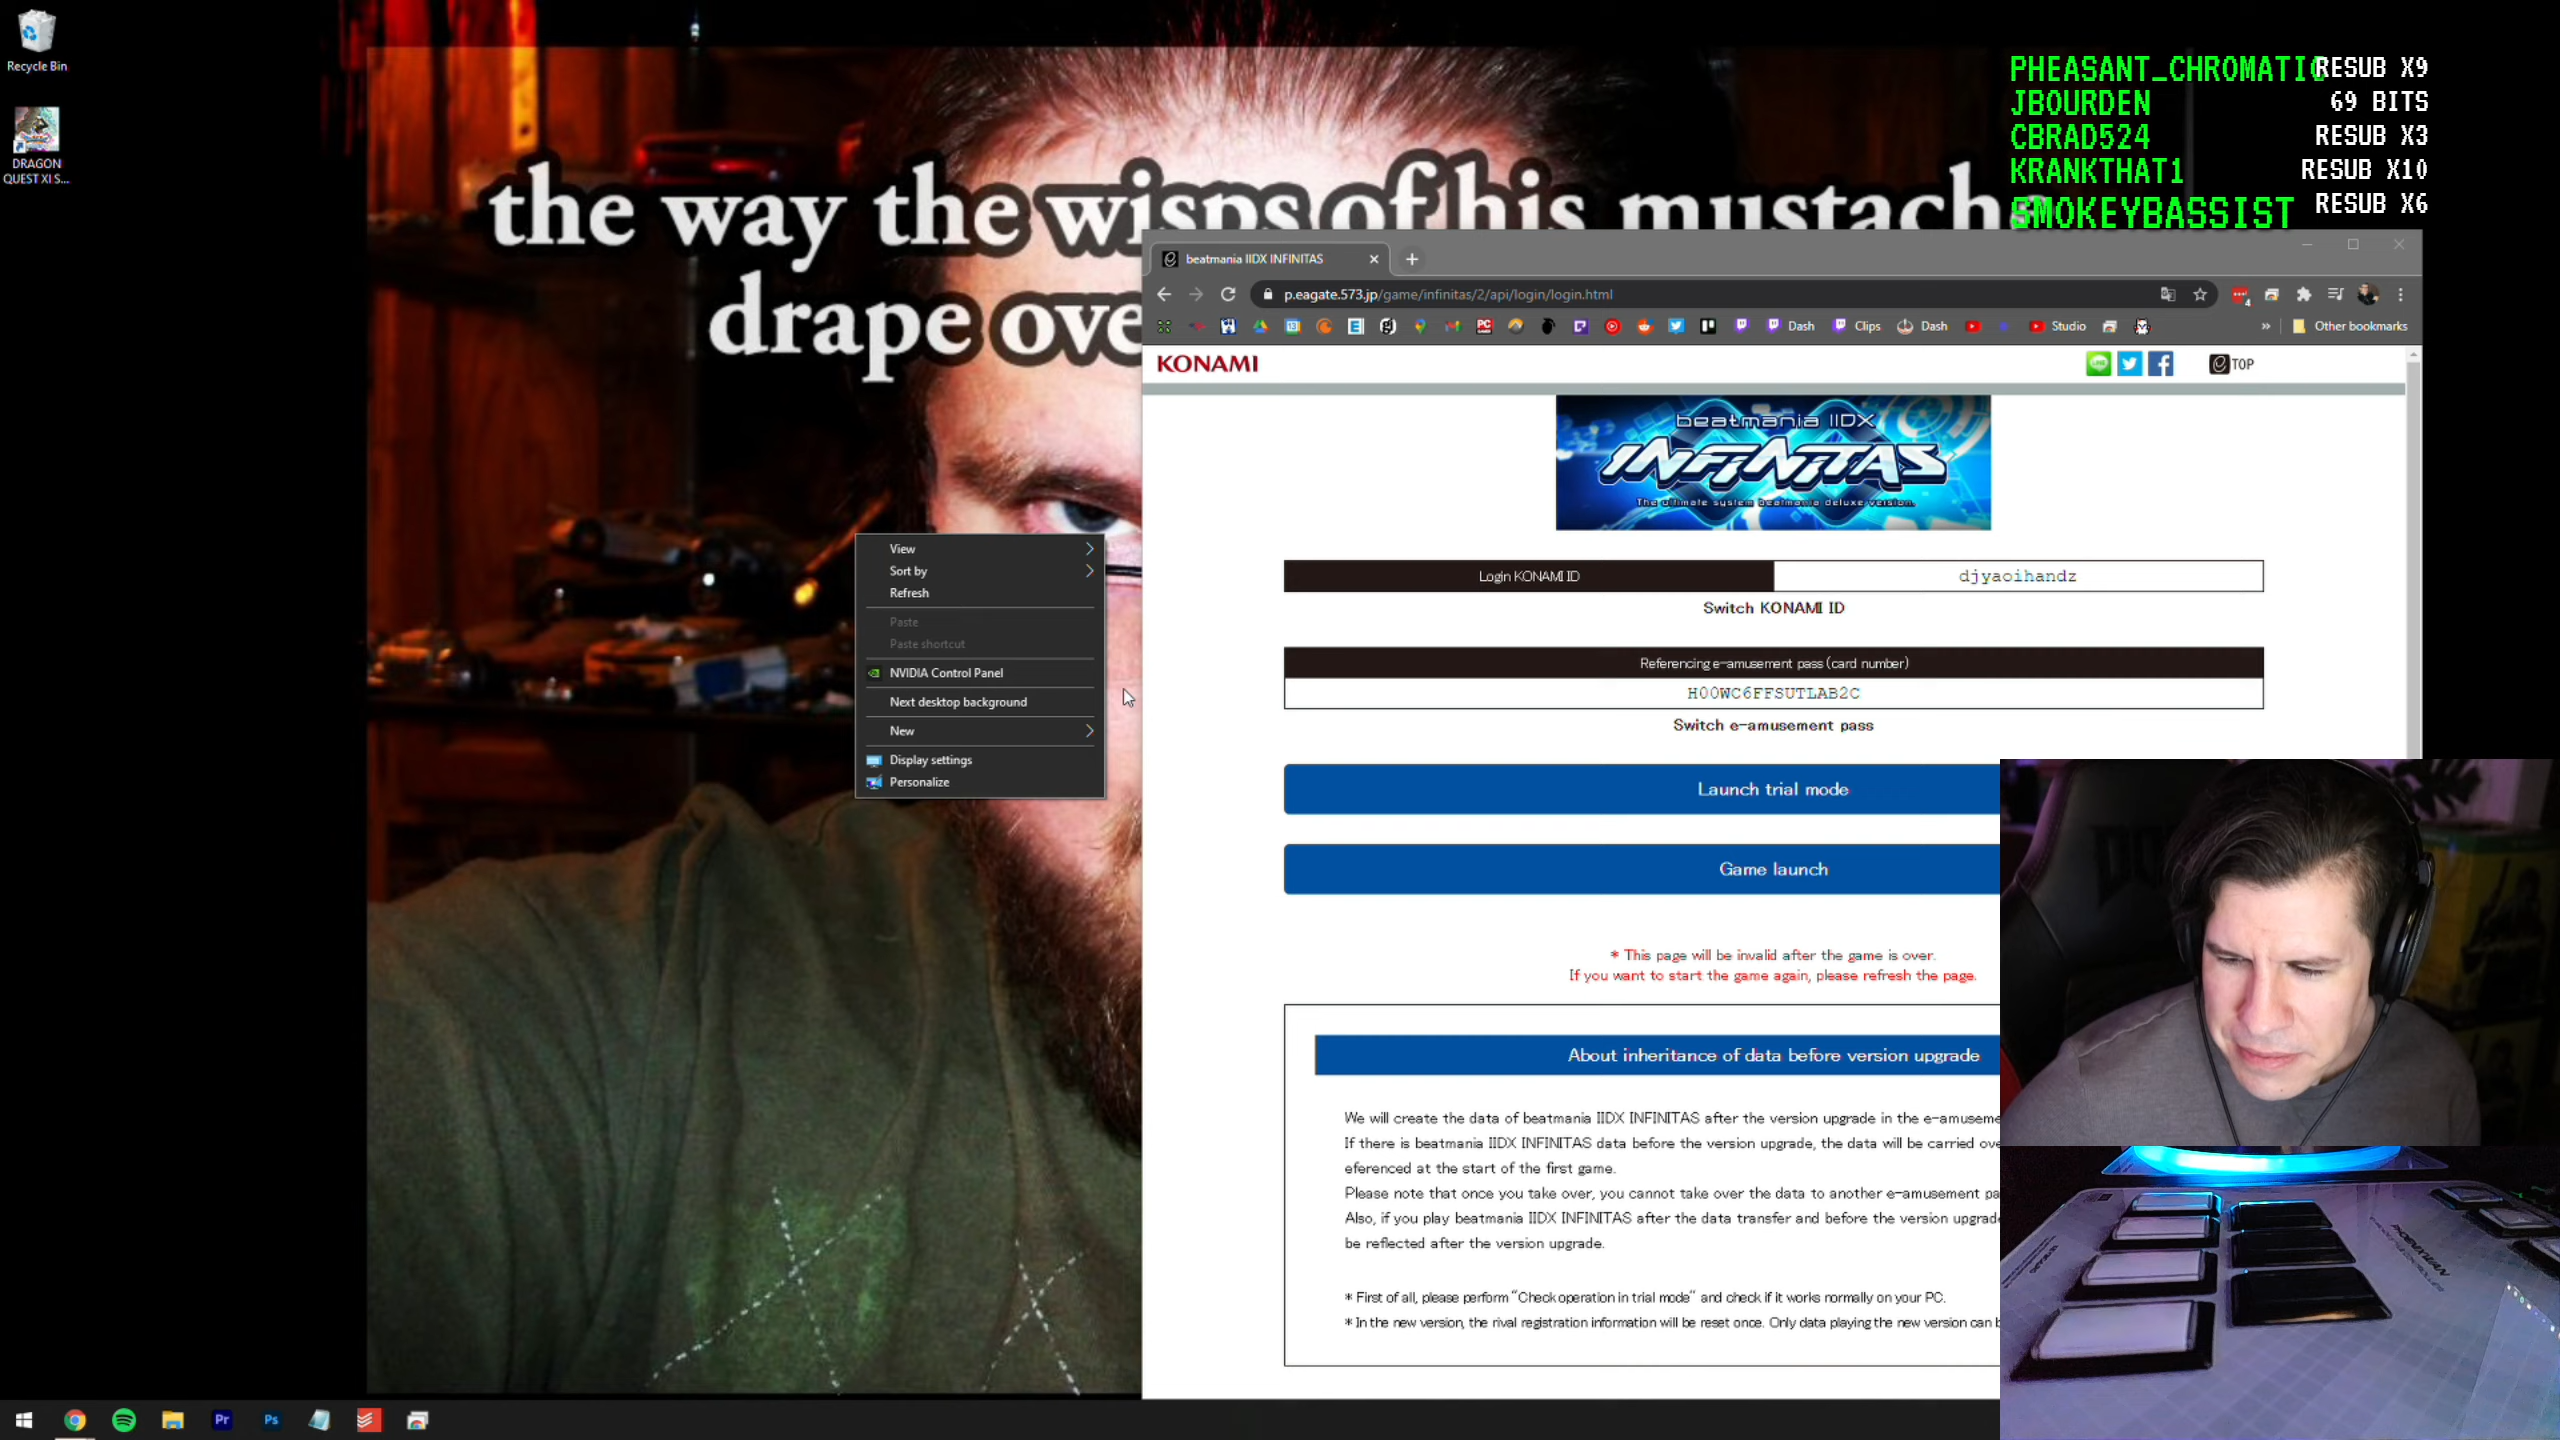 Recycle Bin
DRAGON
QUEST XI S...
the way the wisps of his mustach
drape ove
PHEASANT_CHROMATIC RESUB X9
JBOURDEN 69 BITS
CBRAD524 RESUB X3
KRANKTHAT1 RESUB X10
SMOKEYBASSIST RESUB X6
beatmania IIDX INFINITAS
p.eagate.573.jp/game/infinitas/2/api/login/login.html
Dash
Clips
Dash
Studio
Other bookmarks
KONAMI
TOP
beatmania IIDX
INFINITAS
The ultimate system beatmania deluxe version.
Login KONAMI ID
djyaoihandz
Switch KONAMI ID
Referencing e-amusement pass (card number)
H00WC6FFSUTLAB2C
Switch e-amusement pass
Launch trial mode
Game launch
* This page will be invalid after the game is over.
If you want to start the game again, please refresh the page.
About inheritance of data before version upgrade
We will create the data of beatmania IIDX INFINITAS after the version upgrade in the e-amuseme
If there is beatmania IIDX INFINITAS data before the version upgrade, the data will be carried ove
eferenced at the start of the first game.
Please note that once you take over, you cannot take over the data to another e-amusement pa
Also, if you play beatmania IIDX INFINITAS after the data transfer and before the version upgrade
be reflected after the version upgrade.
* First of all, please perform "Check operation in trial mode" and check if it works normally on your PC.
* In the new version, the rival registration information will be reset once. Only data playing the new version can b
View
Sort by
Refresh
Paste
Paste shortcut
NVIDIA Control Panel
Next desktop background
New
Display settings
Personalize
Pr
Ps